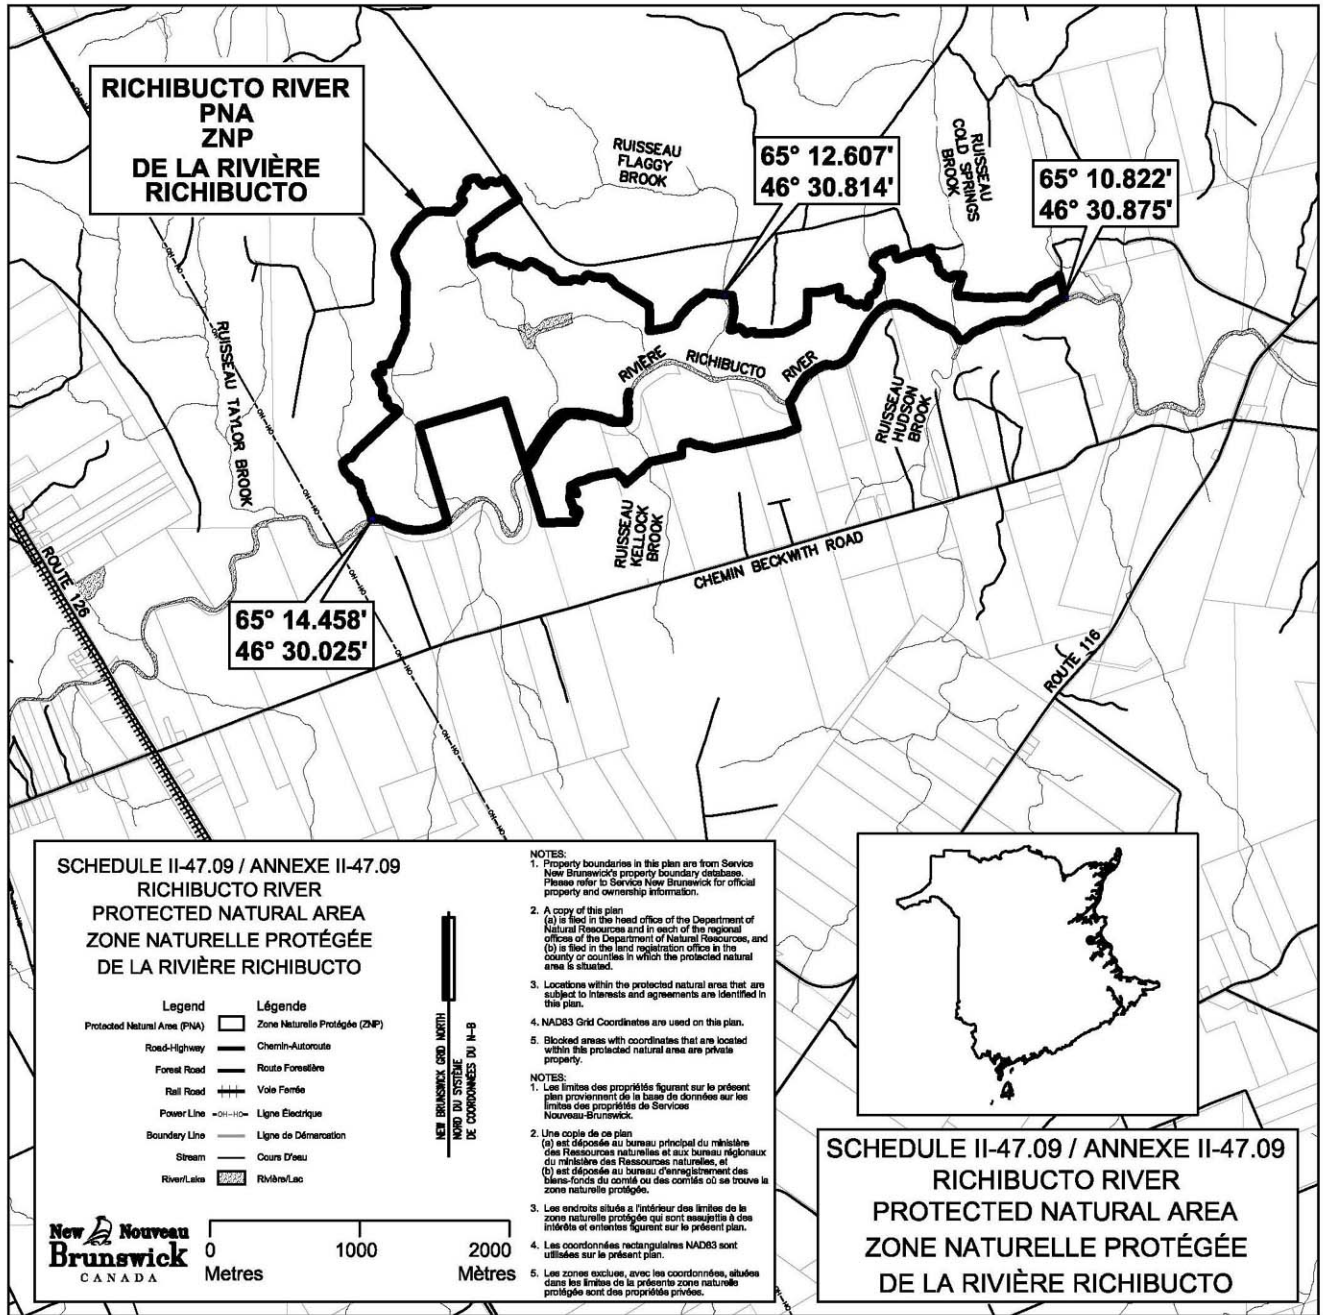 RICHIBUCTO RIVER
PNA
ZNP
DE LA RIVIÈRE
RICHIBUCTO
RUISSEAU
FLAGGY
BROOK
65° 12.607'
46° 30.814'
RUISSEAU
COLD SPRINGS
BROOK
65° 10.822'
46° 30.875'
RUISSEAU TAYLOR BROOK
RIVIÈRE RICHIBUCTO RIVER
RUISSEAU
HUDSON
BROOK
RUISSEAU
KELLOCK
BROOK
CHEMIN BECKWITH ROAD
ROUTE 126
ROUTE 116
65° 14.458'
46° 30.025'
OH-HO
OH-HO
OH-HO
OH-HO
OH-HO
OH-HO
OH-HO
SCHEDULE II-47.09 / ANNEXE II-47.09
RICHIBUCTO RIVER
PROTECTED NATURAL AREA
ZONE NATURELLE PROTÉGÉE
DE LA RIVIÈRE RICHIBUCTO
Legend Légende
Protected Natural Area (PNA) Zone Naturelle Protégée (ZNP)
Road-Highway Chemin-Autoroute
Forest Road Route Forestière
Rail Road Voie Ferrée
Power Line -OH-HO- Ligne Électrique
Boundary Line Ligne de Démarcation
Stream Cours D'eau
River/Lake Rivière/Lac
NEW BRUNSWICK GRID NORTH
NORD DU SYSTÈME
DE COORDONNÉES DU N-B
New Nouveau
Brunswick
CANADA
0 1000 2000
Metres Mètres
NOTES:
1. Property boundaries in this plan are from Service
New Brunswick's property boundary database.
Please refer to Service New Brunswick for official
property and ownership information.
2. A copy of this plan
(a) is filed in the head office of the Department of
Natural Resources and in each of the regional
offices of the Department of Natural Resources, and
(b) is filed in the land registration office in the
county or counties in which the protected natural
area is situated.
3. Locations within the protected natural area that are
subject to interests and agreements are identified in
this plan.
4. NAD83 Grid Coordinates are used on this plan.
5. Blocked areas with coordinates that are located
within this protected natural area are private
property.
NOTES:
1. Les limites des propriétés figurant sur le présent
plan proviennent de la base de données sur les
limites des propriétés de Services
Nouveau-Brunswick.
2. Une copie de ce plan
(a) est déposée au bureau principal du ministère
des Ressources naturelles et aux bureau régionaux
du ministère des Ressources naturelles, et
(b) est déposée au bureau d'enregistrement des
biens-fonds du comté ou des comtés où se trouve la
zone naturelle protégée.
3. Les endroits situés a l'intérieur des limites de la
zone naturelle protégée qui sont assujettis à des
intérêts et ententes figurent sur le présent plan.
4. Les coordonnées rectangulaires NAD83 sont
utilisées sur le présent plan.
5. Les zones exclues, avec les coordonnées, situées
dans les limites de la présente zone naturelle
protégée sont des propriétés privées.
SCHEDULE II-47.09 / ANNEXE II-47.09
RICHIBUCTO RIVER
PROTECTED NATURAL AREA
ZONE NATURELLE PROTÉGÉE
DE LA RIVIÈRE RICHIBUCTO